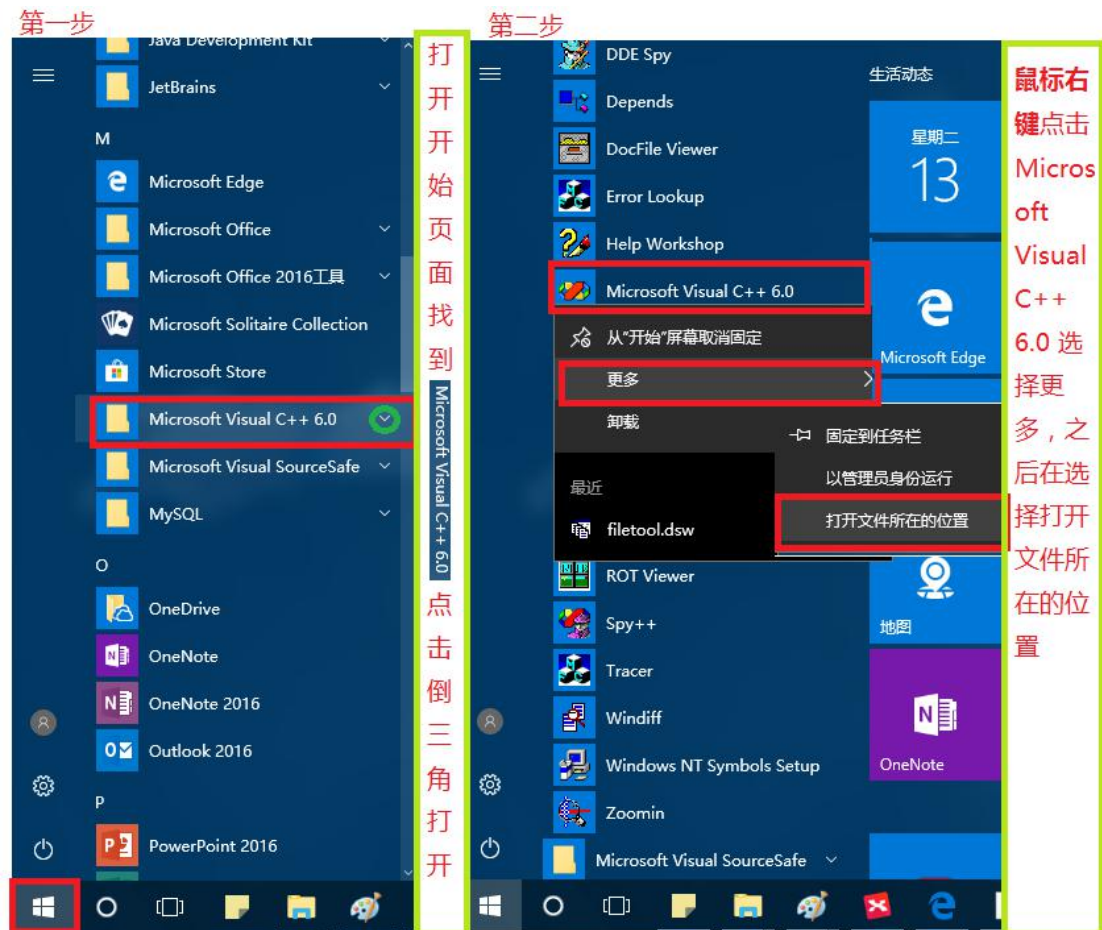 第一步
Java Development Kit
JetBrains
M
Microsoft Edge
Microsoft Office
Microsoft Office 2016工具
Microsoft Solitaire Collection
Microsoft Store
Microsoft Visual C++ 6.0
Microsoft Visual SourceSafe
MySQL
O
OneDrive
OneNote
OneNote 2016
Outlook 2016
P
PowerPoint 2016
打开开始页面找到Microsoft Visual C++ 6.0点击倒三角打开
第二步
DDE Spy
Depends
DocFile Viewer
Error Lookup
Help Workshop
Microsoft Visual C++ 6.0
从"开始"屏幕取消固定
更多
卸载
固定到任务栏
以管理员身份运行
打开文件所在的位置
最近
filetool.dsw
ROT Viewer
Spy++
Tracer
Windiff
Windows NT Symbols Setup
Zoomin
Microsoft Visual SourceSafe
生活动态
星期二
13
Microsoft Edge
地图
OneNote
鼠标右
键点击
Micros
oft
Visual
C++
6.0 选
择更
多，之
后在选
择打开
文件所
在的位
置